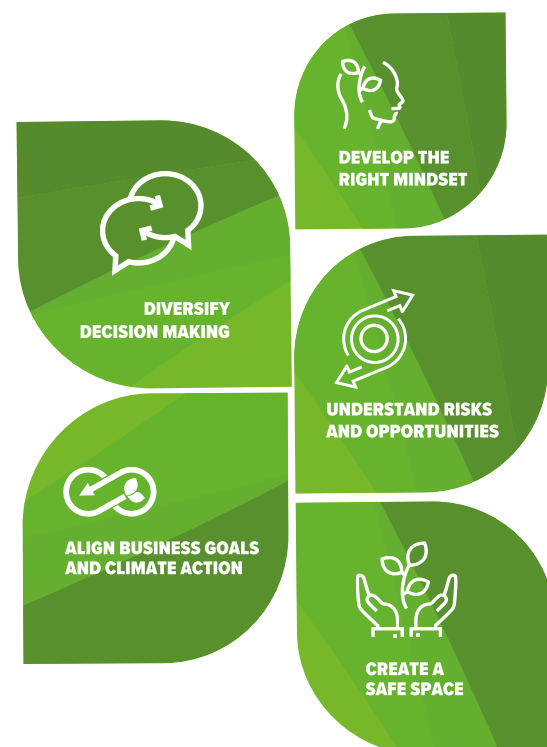 DEVELOP THE
RIGHT MINDSET
DIVERSIFY
DECISION MAKING
UNDERSTAND RISKS
AND OPPORTUNITIES
ALIGN BUSINESS GOALS
AND CLIMATE ACTION
CREATE A
SAFE SPACE